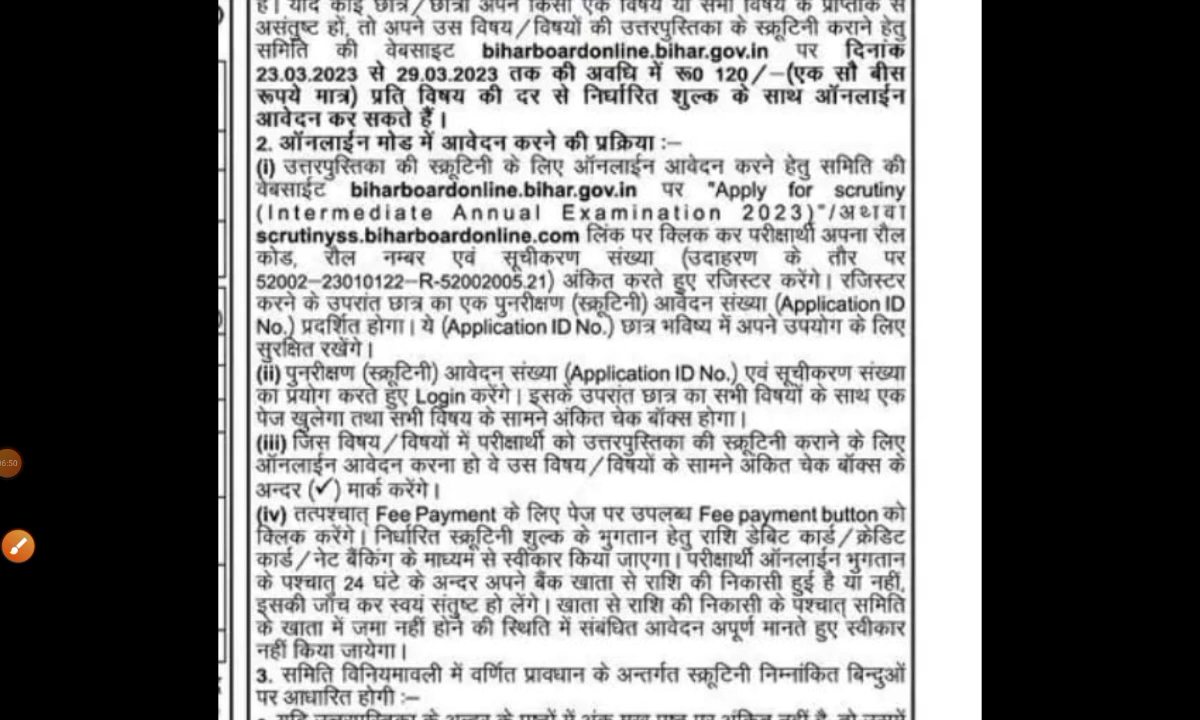 है। यदि कोई छात्र/छात्रा अपने किसी एक विषय या सभी विषय के प्राप्तांक से
असंतुष्ट हों, तो अपने उस विषय/विषयों की उत्तरपुस्तिका के स्क्रूटिनी कराने हेतु
समिति की वेबसाइट biharboardonline.bihar.gov.in पर दिनांक
23.03.2023 से 29.03.2023 तक की अवधि में रू0 120/–(एक सौ बीस
रूपये मात्र) प्रति विषय की दर से निर्धारित शुल्क के साथ ऑनलाईन
आवेदन कर सकते हैं।
2. ऑनलाईन मोड में आवेदन करने की प्रक्रिया :–
(i) उत्तरपुस्तिका की स्क्रूटिनी के लिए ऑनलाईन आवेदन करने हेतु समिति की
वेबसाईट biharboardonline.bihar.gov.in पर "Apply for scrutiny
(Intermediate Annual Examination 2023)"/अथवा
scrutinyss.biharboardonline.com लिंक पर क्लिक कर परीक्षार्थी अपना रौल
कोड, रौल नम्बर एवं सूचीकरण संख्या (उदाहरण के तौर पर
52002–23010122–R-52002005.21) अंकित करते हुए रजिस्टर करेंगे। रजिस्टर
करने के उपरांत छात्र का एक पुनरीक्षण (स्क्रूटिनी) आवेदन संख्या (Application ID
No.) प्रदर्शित होगा। ये (Application ID No.) छात्र भविष्य में अपने उपयोग के लिए
सुरक्षित रखेंगे।
(ii) पुनरीक्षण (स्क्रूटिनी) आवेदन संख्या (Application ID No.) एवं सूचीकरण संख्या
का प्रयोग करते हुए Login करेंगे। इसके उपरांत छात्र का सभी विषयों के साथ एक
पेज खुलेगा तथा सभी विषय के सामने अंकित चेक बॉक्स होगा।
(iii) जिस विषय/विषयों में परीक्षार्थी को उत्तरपुस्तिका की स्क्रूटिनी कराने के लिए
ऑनलाईन आवेदन करना हो वे उस विषय/विषयों के सामने अंकित चेक बॉक्स के
अन्दर (✓) मार्क करेंगे।
(iv) तत्पश्चात् Fee Payment के लिए पेज पर उपलब्ध Fee payment button को
क्लिक करेंगे। निर्धारित स्क्रूटिनी शुल्क के भुगतान हेतु राशि डेबिट कार्ड/क्रेडिट
कार्ड/नेट बैंकिंग के माध्यम से स्वीकार किया जाएगा। परीक्षार्थी ऑनलाईन भुगतान
के पश्चात् 24 घंटे के अन्दर अपने बैंक खाता से राशि की निकासी हुई है या नहीं,
इसकी जाँच कर स्वयं संतुष्ट हो लेंगे। खाता से राशि की निकासी के पश्चात् समिति
के खाता में जमा नहीं होने की स्थिति में संबंधित आवेदन अपूर्ण मानते हुए स्वीकार
नहीं किया जायेगा।
3. समिति विनियमावली में वर्णित प्रावधान के अन्तर्गत स्क्रूटिनी निम्नांकित बिन्दुओं
पर आधारित होगी :–